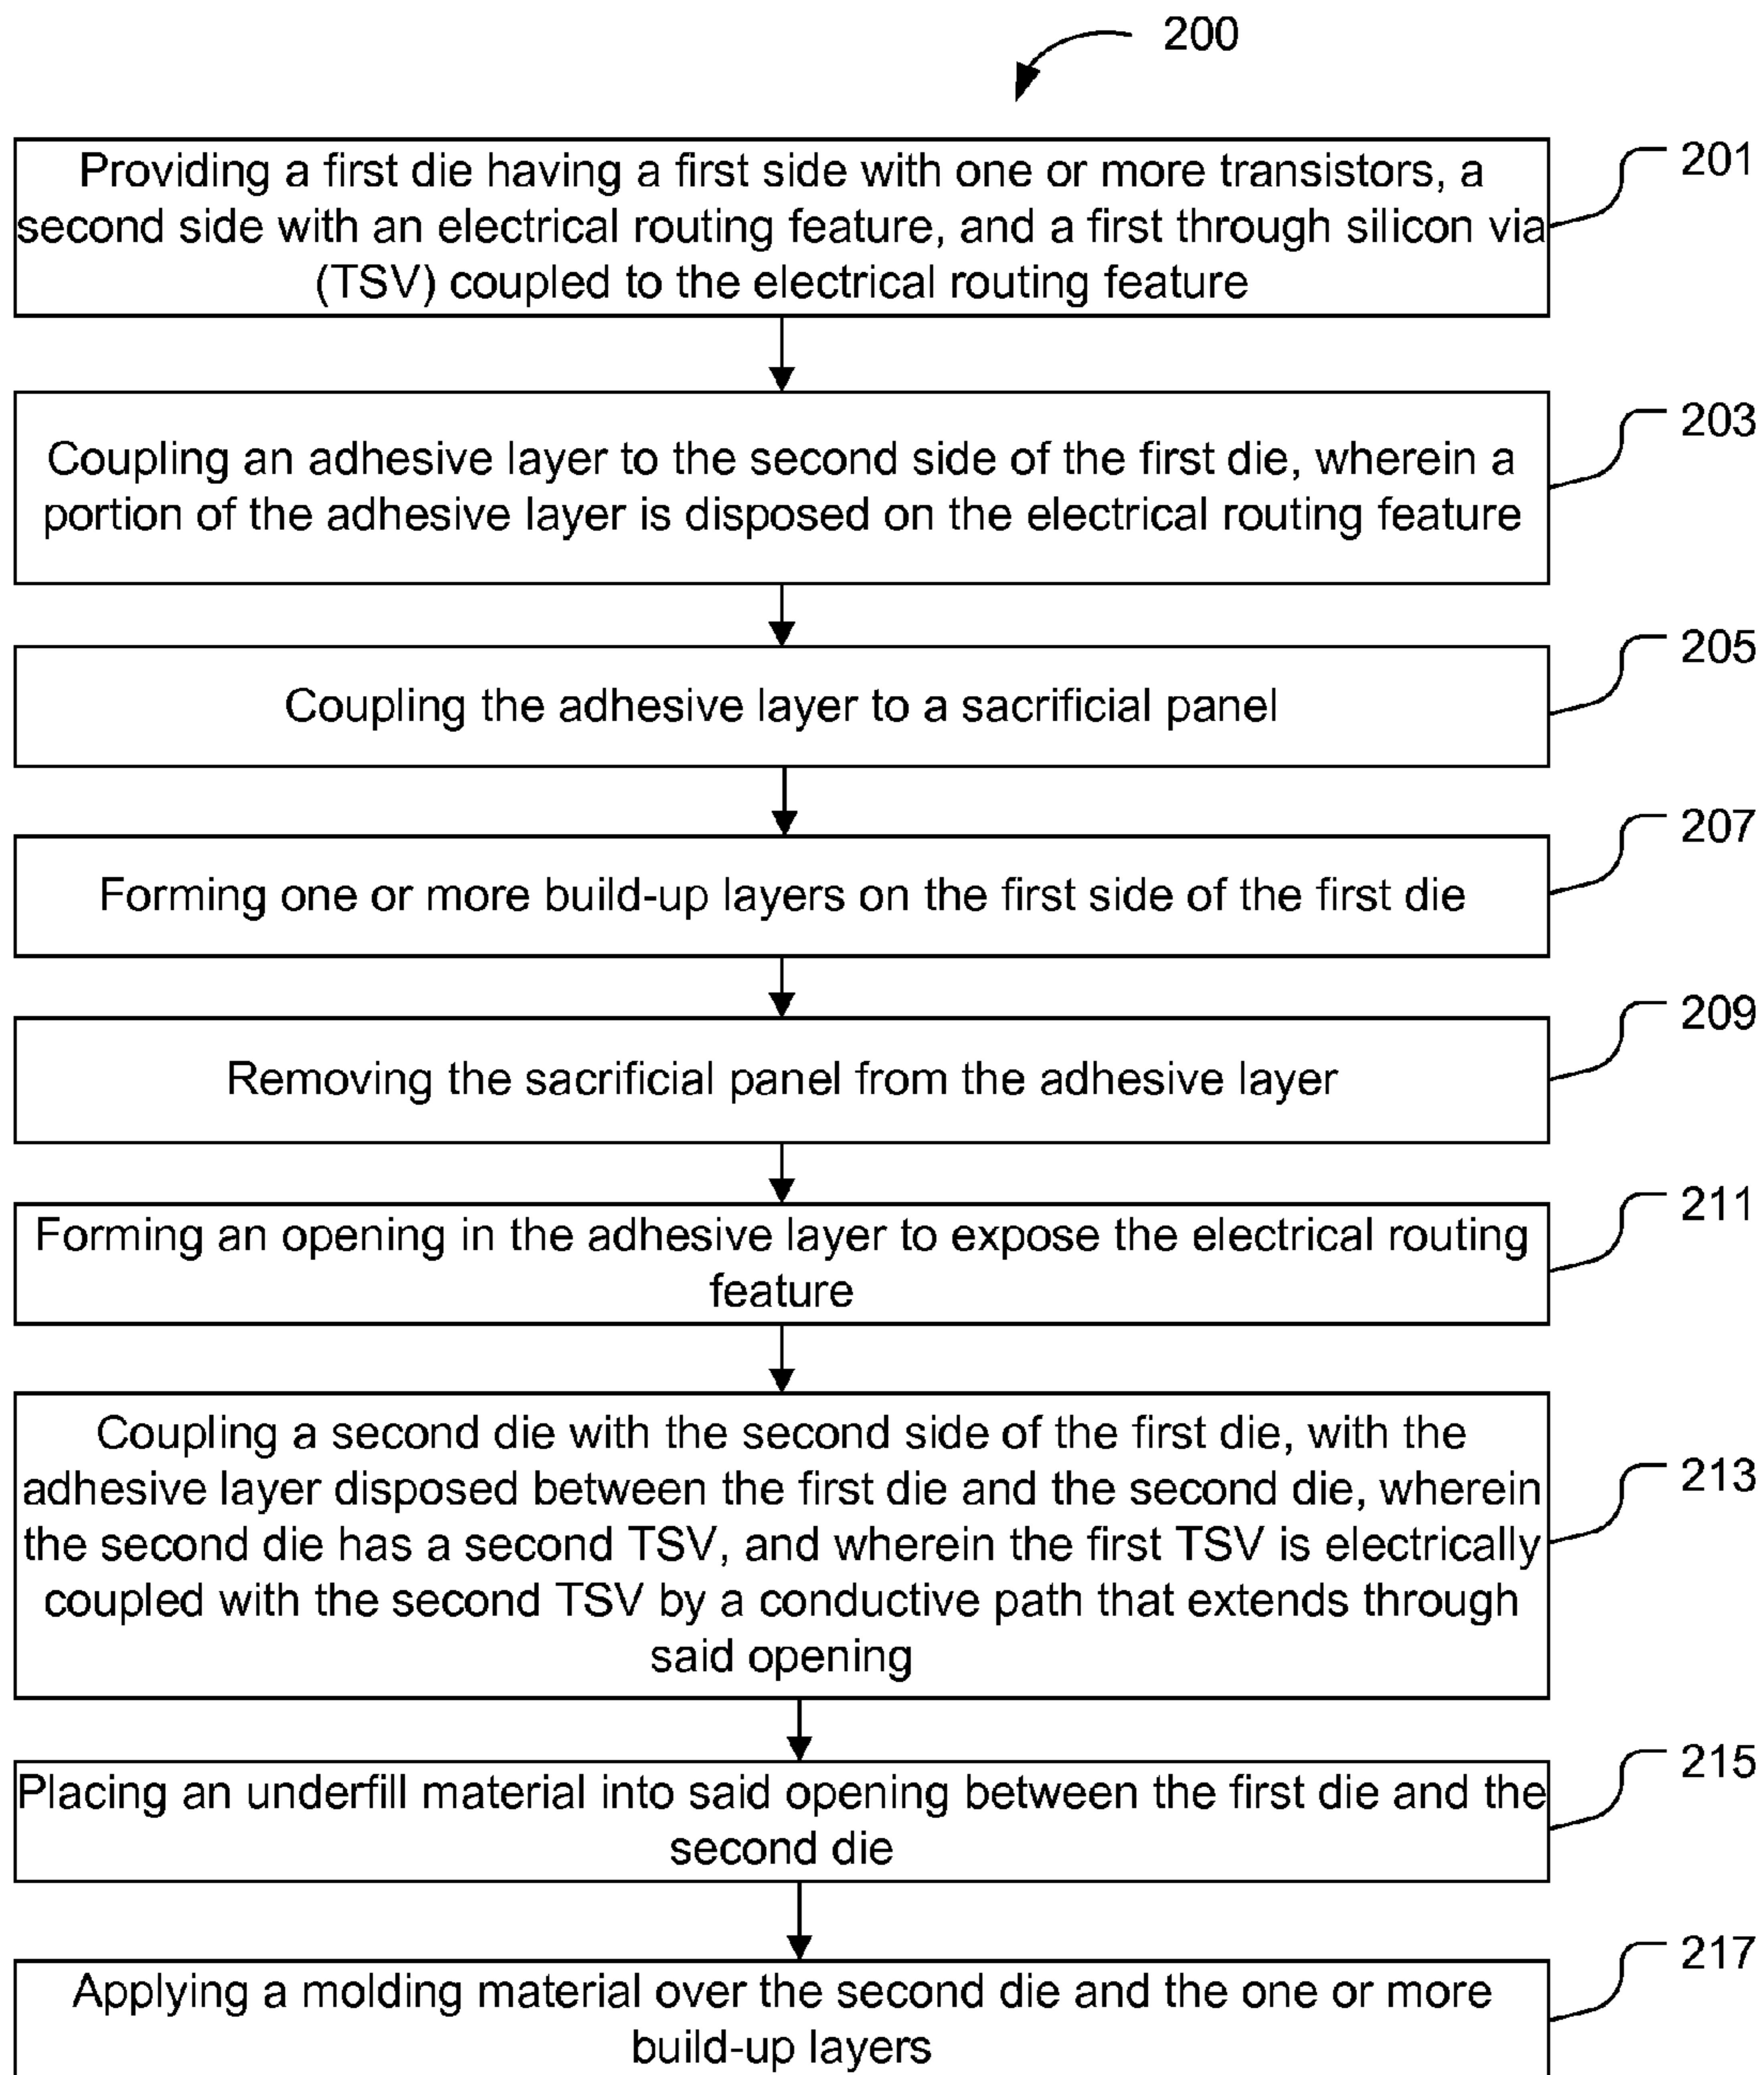 200
Providing a first die having a first side with one or more transistors, a
second side with an electrical routing feature, and a first through silicon via
(TSV) coupled to the electrical routing feature
201
Coupling an adhesive layer to the second side of the first die, wherein a
portion of the adhesive layer is disposed on the electrical routing feature
203
Coupling the adhesive layer to a sacrificial panel
205
Forming one or more build-up layers on the first side of the first die
207
Removing the sacrificial panel from the adhesive layer
209
Forming an opening in the adhesive layer to expose the electrical routing
feature
211
Coupling a second die with the second side of the first die, with the
adhesive layer disposed between the first die and the second die, wherein
the second die has a second TSV, and wherein the first TSV is electrically
coupled with the second TSV by a conductive path that extends through
said opening
213
Placing an underfill material into said opening between the first die and the
second die
215
Applying a molding material over the second die and the one or more
build-up layers
217